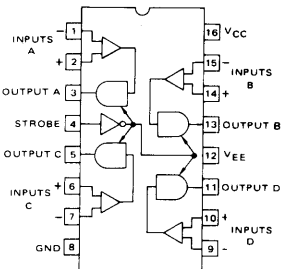 − 1
INPUTS
A
+ 2
OUTPUT A 3
STROBE 4
OUTPUT C 5
+ 6
INPUTS
C
− 7
GND 8
16 VCC
15 −
INPUTS
B
14 +
13 OUTPUT B
12 VEE
11 OUTPUT D
10 +
INPUTS
D
9 −